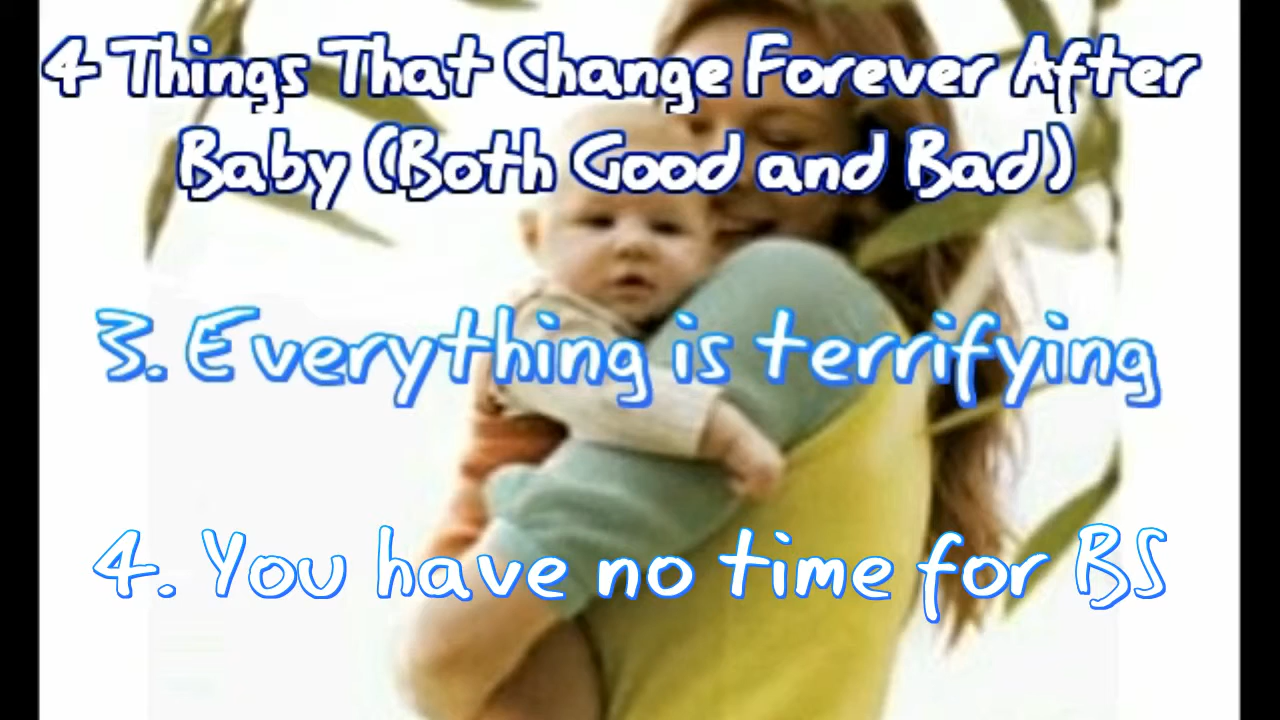 4 Things That Change Forever After
Baby (Both Good and Bad)
3. Everything is terrifying
4. You have no time for BS